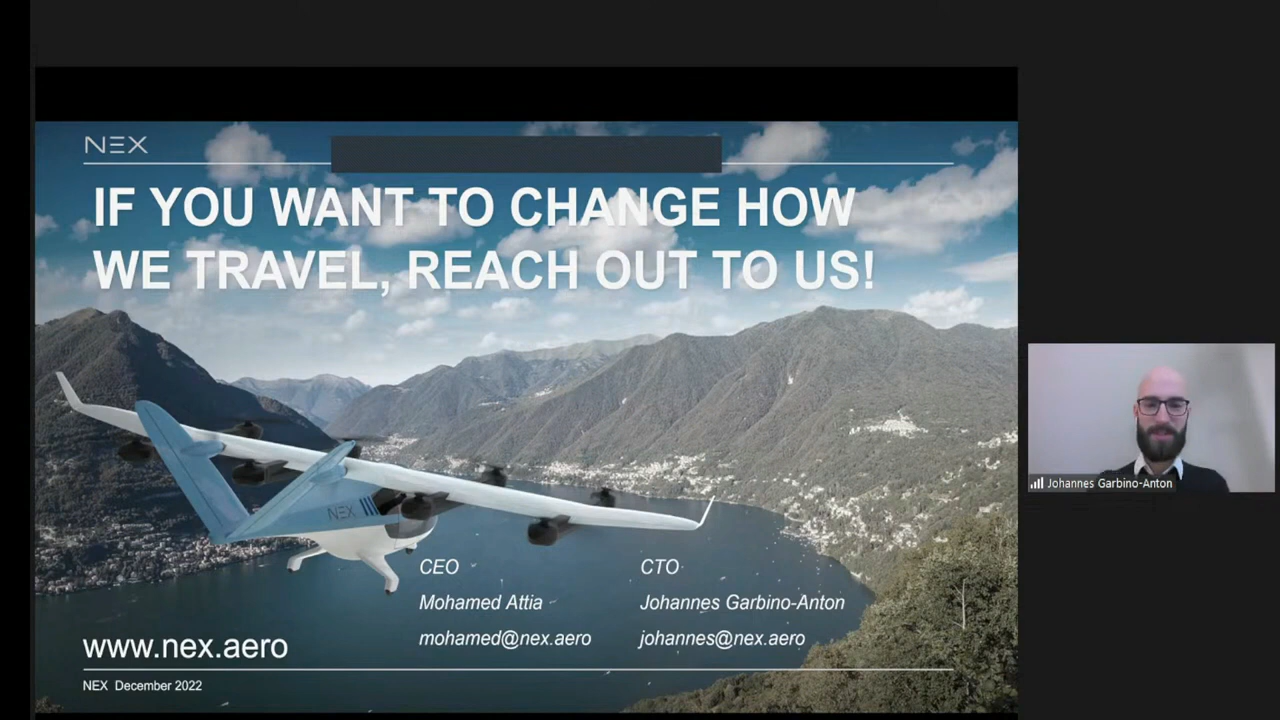 NEX
IF YOU WANT TO CHANGE HOW
WE TRAVEL, REACH OUT TO US!
NEX
CEO
CTO
Mohamed Attia
Johannes Garbino-Anton
mohamed@nex.aero
johannes@nex.aero
www.nex.aero
NEX December 2022
Johannes Garbino-Anton